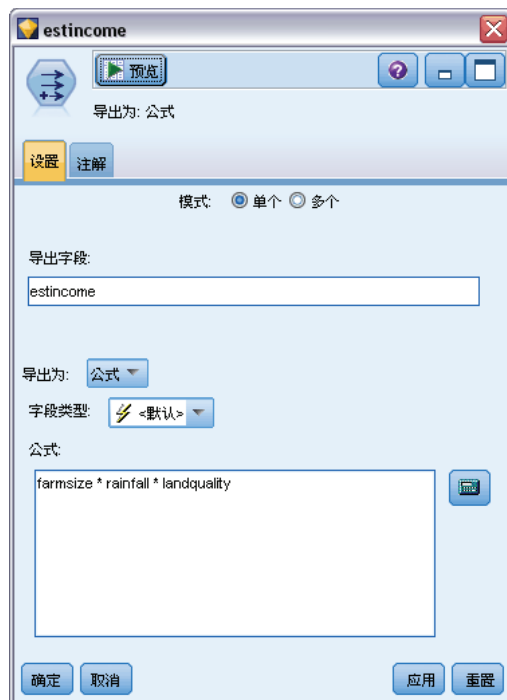 estincome
预览
导出为: 公式
设置 注解
模式: 单个 多个
导出字段:
estincome
导出为: 公式
字段类型: <默认>
公式:
farmsize * rainfall * landquality
确定 取消 应用 重置